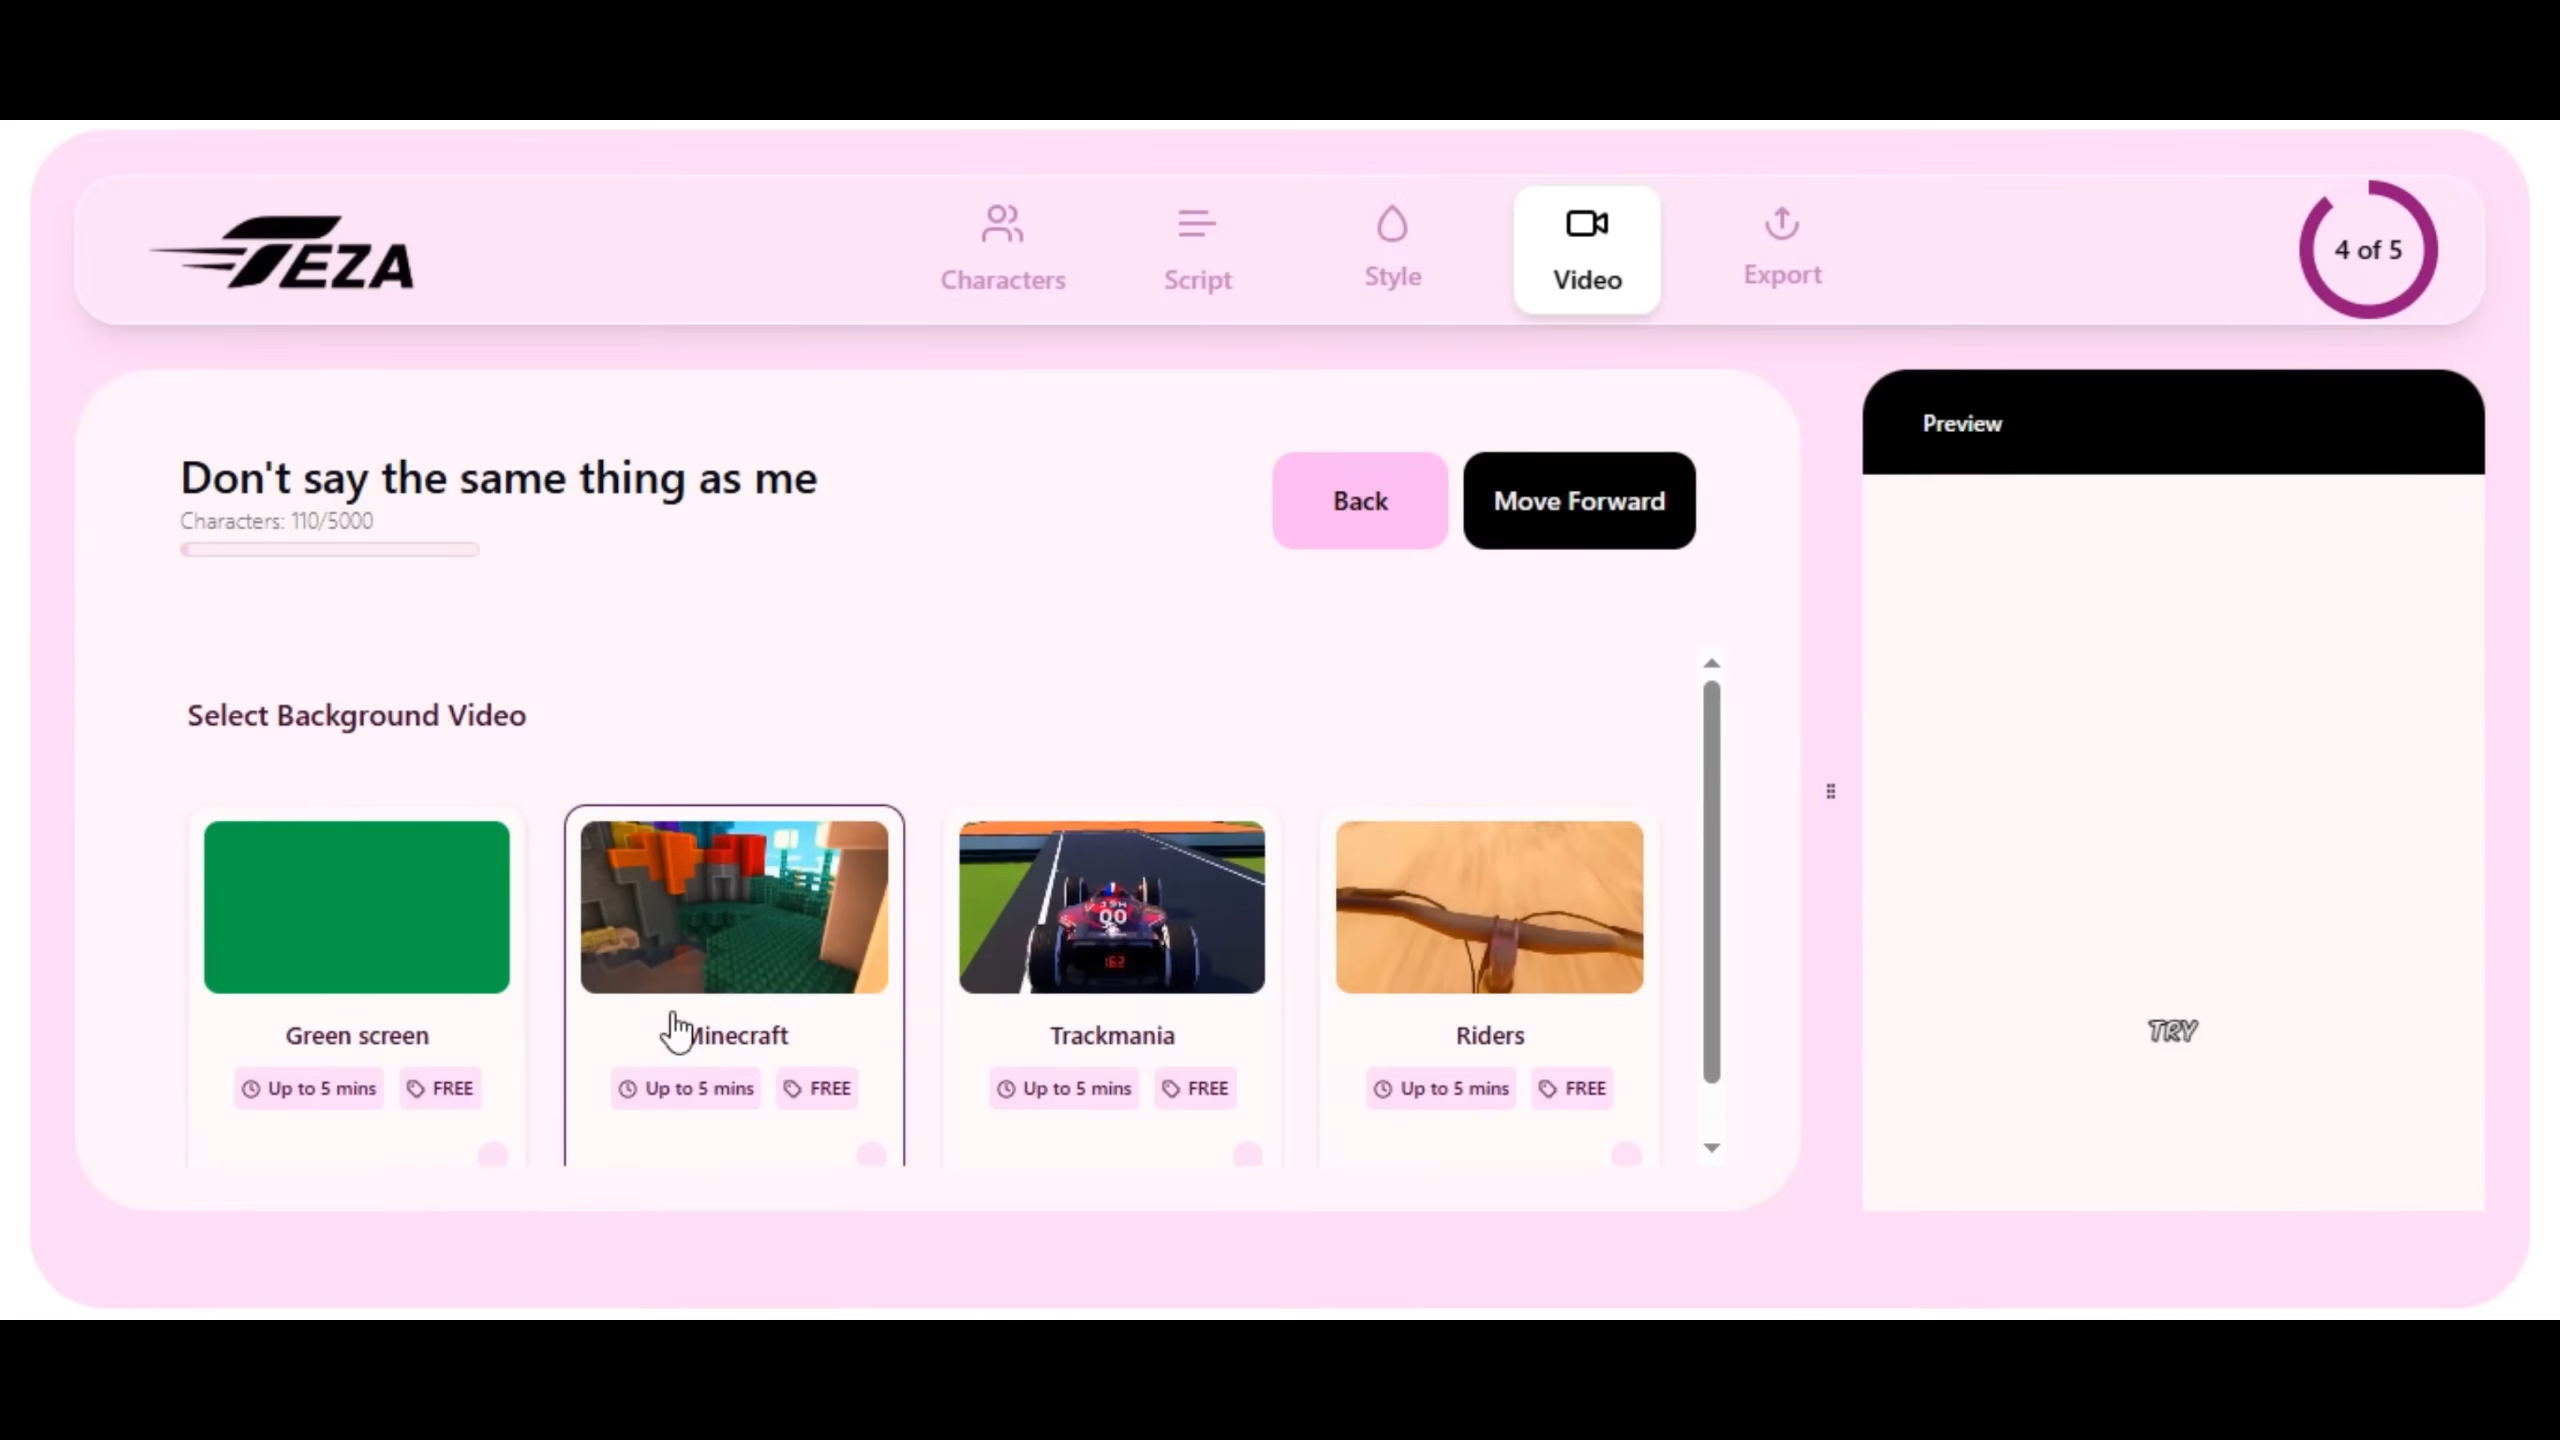 TEZA
Characters
Script
Style
Video
Export
4 of 5
Don't say the same thing as me
Characters: 110/5000
Back
Move Forward
Preview
Select Background Video
Green screen
Up to 5 mins
FREE
Minecraft
Up to 5 mins
FREE
Trackmania
Up to 5 mins
FREE
Riders
Up to 5 mins
FREE
TRY